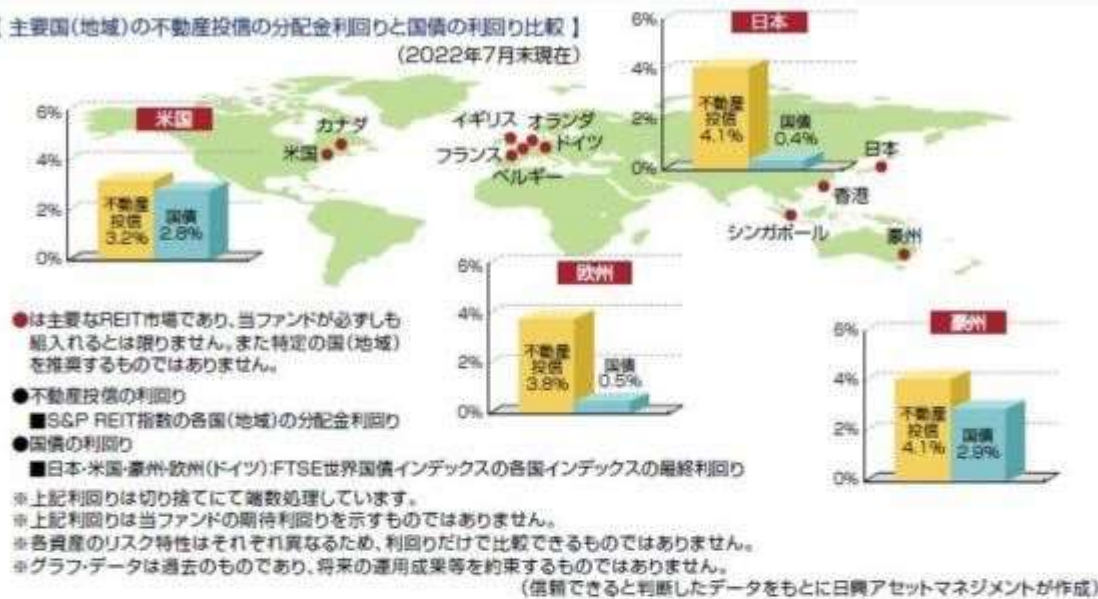 主要国(地域)の不動産投信の分配金利回りと国債の利回り比較 】
(2022年7月末現在)
米国
6%
4%
2%
0%
不動産
投信
3.2%
国債
2.8%
カナダ
米国
イギリス
オランダ
フランス
ドイツ
ベルギー
日本
6%
4%
2%
0%
不動産
投信
4.1%
国債
0.4%
日本
香港
シンガポール
豪州
欧州
6%
4%
2%
0%
不動産
投信
3.8%
国債
0.5%
豪州
6%
4%
2%
0%
不動産
投信
4.1%
国債
2.9%
●は主要なREIT市場であり、当ファンドが必ずしも
組入れるとは限りません。また特定の国(地域)
を推奨するものではありません。
●不動産投信の利回り
■S&P REIT指数の各国(地域)の分配金利回り
●国債の利回り
■日本・米国・豪州・欧州(ドイツ):FTSE世界国債インデックスの各国インデックスの最終利回り
※上記利回りは切り捨てにて端数処理しています。
※上記利回りは当ファンドの期待利回りを示すものではありません。
※各資産のリスク特性はそれぞれ異なるため、利回りだけで比較できるものではありません。
※グラフ・データは過去のものであり、将来の運用成果等を約束するものではありません。
(信頼できると判断したデータをもとに日興アセットマネジメントが作成)